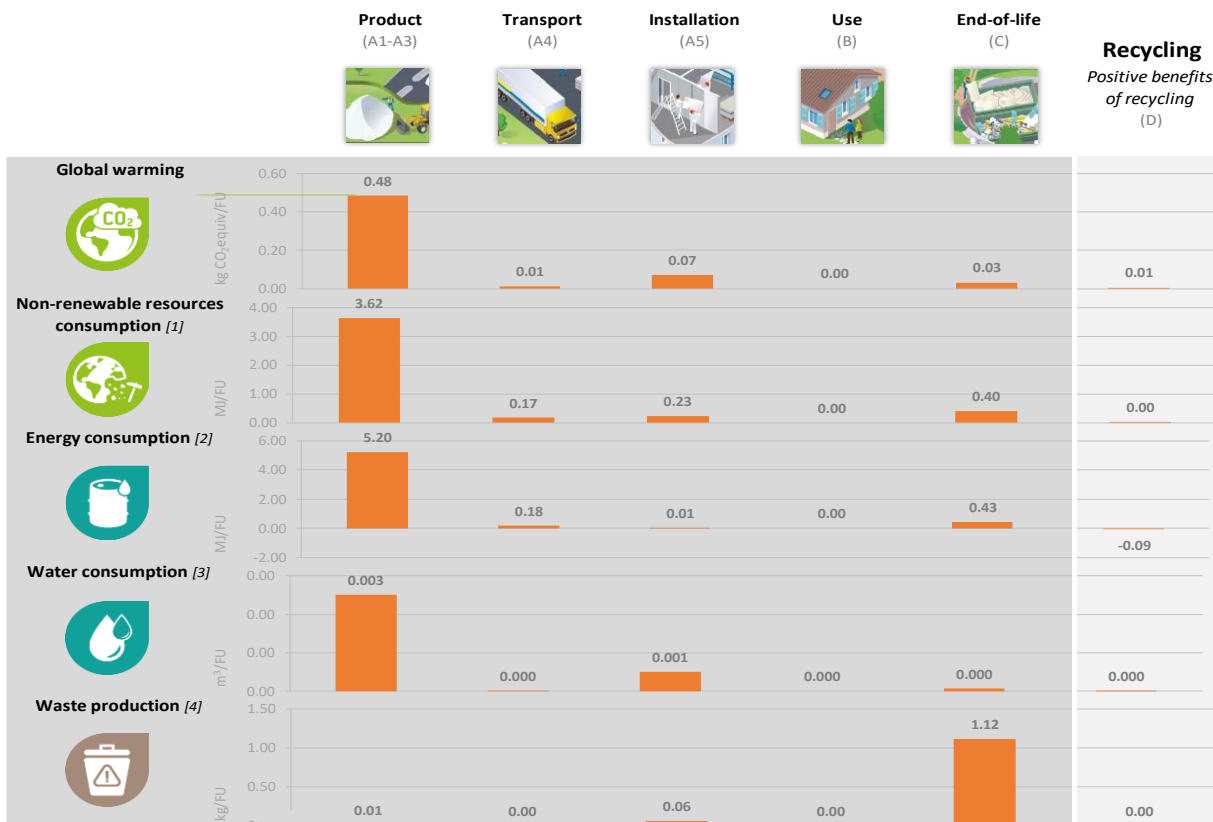 Product
(A1-A3)
Transport
(A4)
Installation
(A5)
Use
(B)
End-of-life
(C)
Recycling
Positive benefits
of recycling
(D)
Global warming
CO2
kg CO₂equiv/FU
0.60
0.40
0.20
0.00
0.48
0.01
0.07
0.00
0.03
0.01
Non-renewable resources
consumption [1]
MJ/FU
4.00
3.00
2.00
1.00
0.00
3.62
0.17
0.23
0.00
0.40
0.00
Energy consumption [2]
MJ/FU
6.00
4.00
2.00
0.00
-2.00
5.20
0.18
0.01
0.00
0.43
-0.09
Water consumption [3]
m³/FU
0.00
0.00
0.00
0.00
0.003
0.000
0.001
0.000
0.000
0.000
Waste production [4]
kg/FU
1.50
1.00
0.50
0.01
0.00
0.06
0.00
1.12
0.00